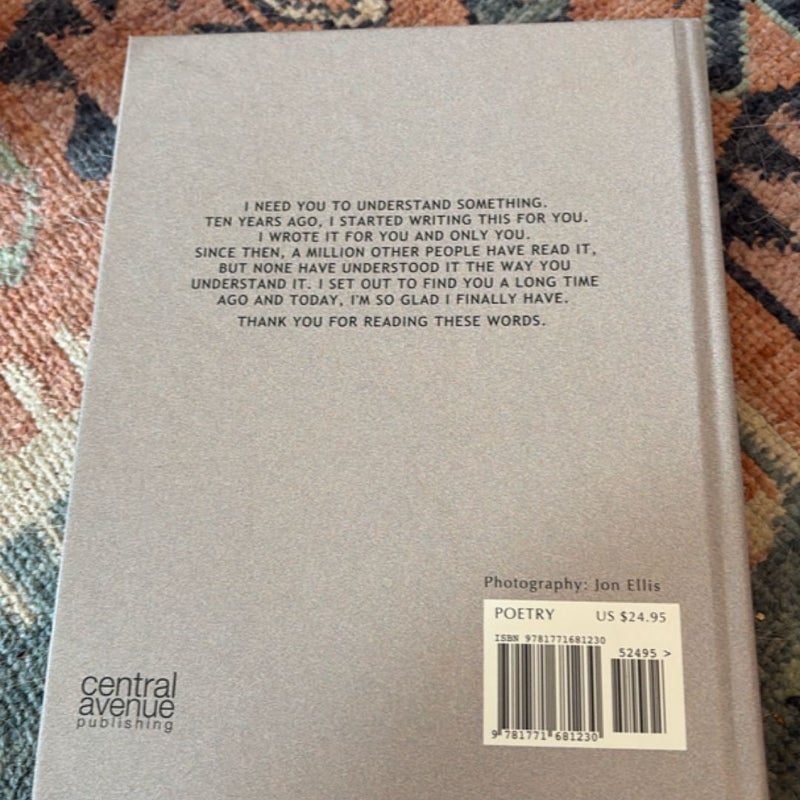 I NEED YOU TO UNDERSTAND SOMETHING.
TEN YEARS AGO, I STARTED WRITING THIS FOR YOU.
I WROTE IT FOR YOU AND ONLY YOU.
SINCE THEN, A MILLION OTHER PEOPLE HAVE READ IT,
BUT NONE HAVE UNDERSTOOD IT THE WAY YOU
UNDERSTAND IT. I SET OUT TO FIND YOU A LONG TIME
AGO AND TODAY, I'M SO GLAD I FINALLY HAVE.
THANK YOU FOR READING THESE WORDS.
Photography: Jon Ellis
POETRY US $24.95
ISBN 9781771681230
52495 >
9 781771 681230
central
avenue
publishing